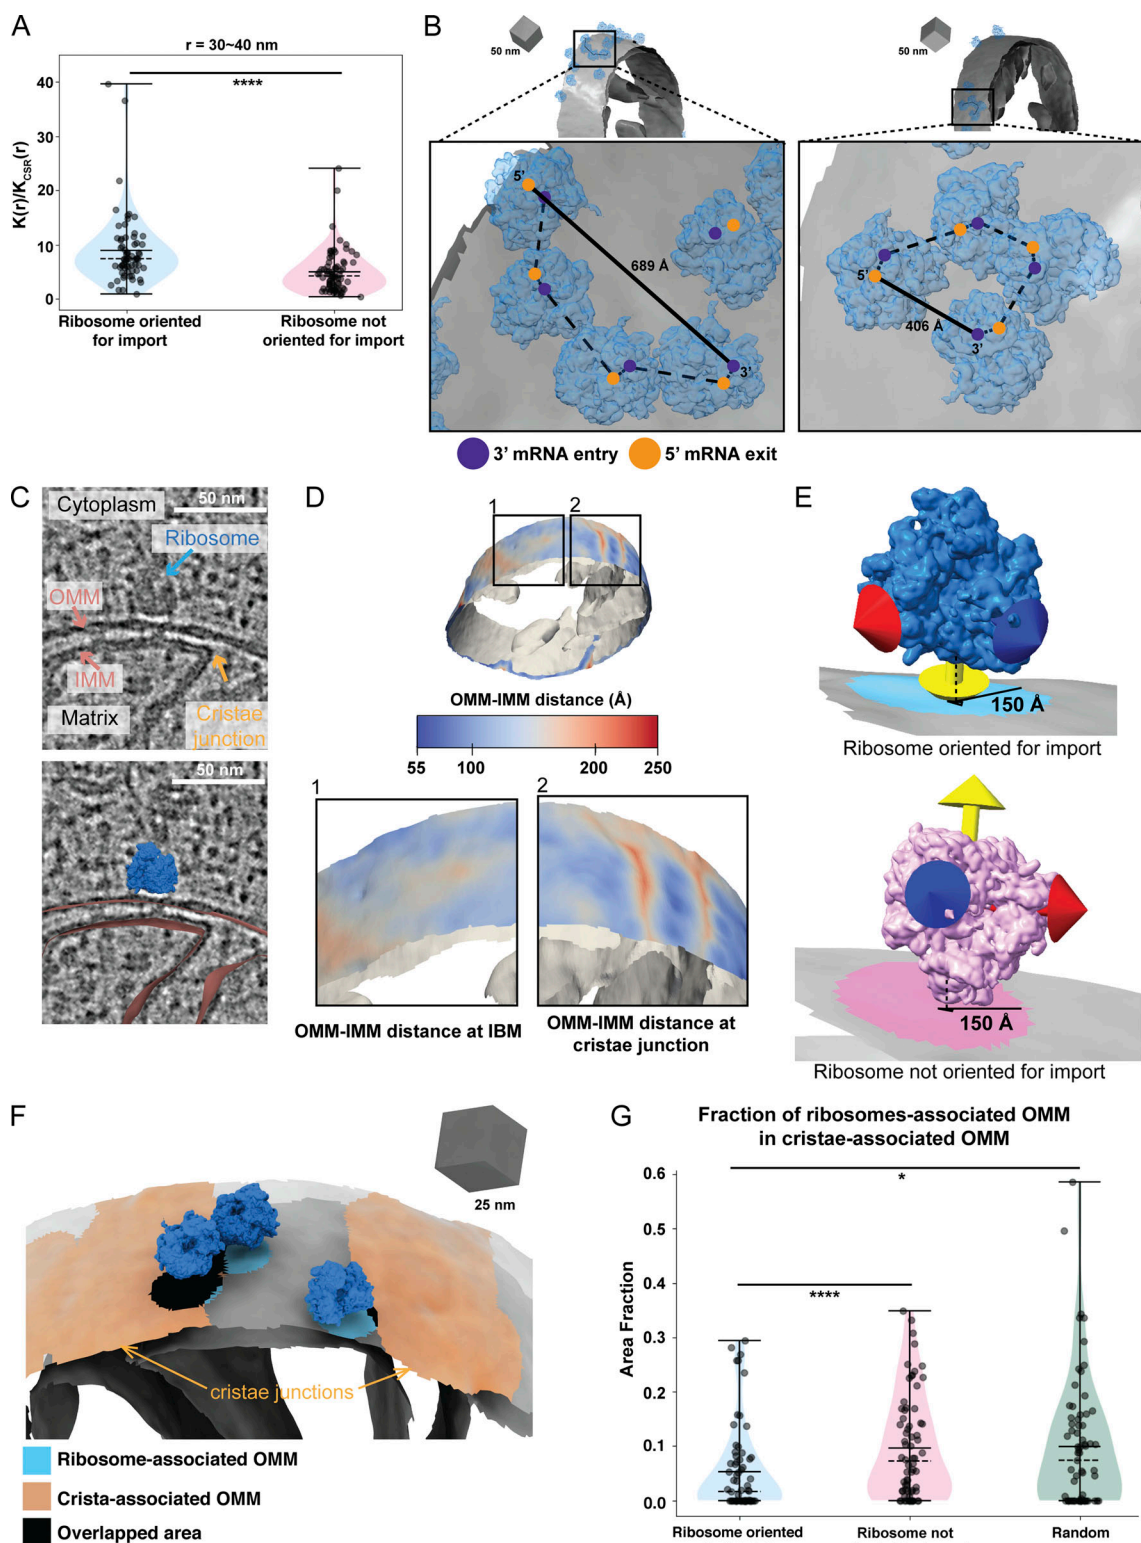 A
r = 30~40 nm
****
K(r)/K_CSR(r)
40
30
20
10
0
Ribosome oriented
for import
Ribosome not
oriented for import
B
50 nm
50 nm
5’
689 Å
3’
5’
406 Å
3’
3’ mRNA entry
5’ mRNA exit
C
50 nm
Cytoplasm
Ribosome
OMM
IMM
Matrix
Cristae
junction
50 nm
D
1
2
OMM-IMM distance (Å)
55
100
200
250
1
2
OMM-IMM distance at IBM
OMM-IMM distance at
cristae junction
E
150 Å
Ribosome oriented for import
150 Å
Ribosome not oriented for import
F
25 nm
cristae junctions
Ribosome-associated OMM
Crista-associated OMM
Overlapped area
G
Fraction of ribosomes-associated OMM
in cristae-associated OMM
*
****
Area Fraction
0.6
0.5
0.4
0.3
0.2
0.1
0.0
Ribosome oriented
Ribosome not
Random